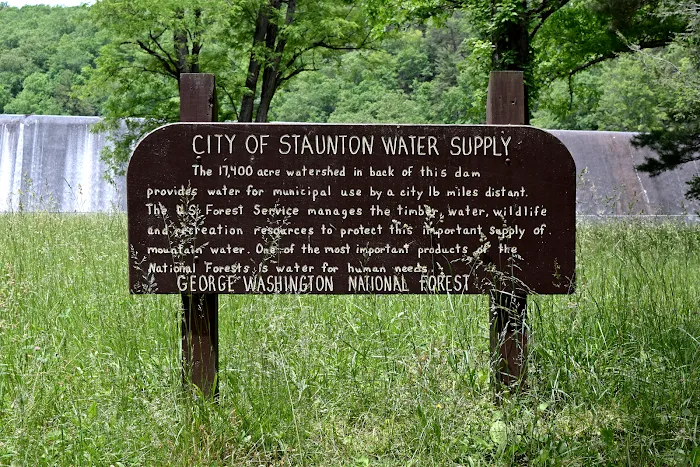 CITY OF STAUNTON WATER SUPPLY
The 17,400 acre watershed in back of this dam
provides water for municipal use by a city 16 miles distant.
The U.S. Forest Service manages the timber, water, wildlife
and recreation resources to protect this important supply of
mountain water. One of the most important products of the
National Forests is water for human needs.
GEORGE WASHINGTON NATIONAL FOREST